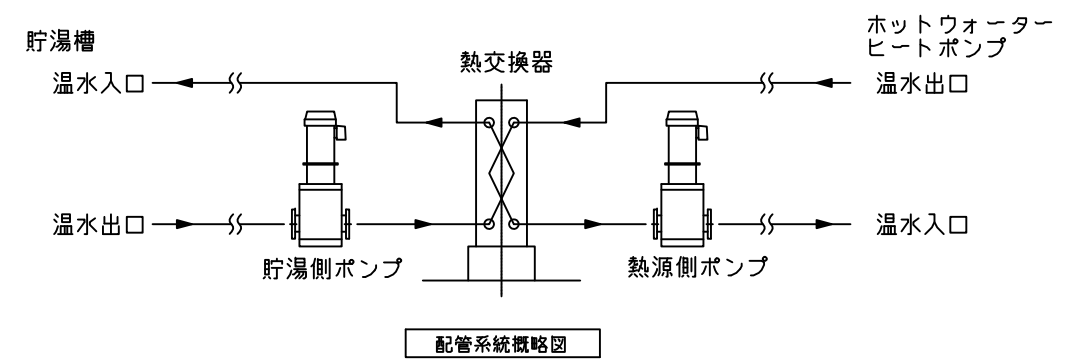 貯湯槽
温水入口
熱交換器
ホットウォーター
ヒートポンプ
温水出口
温水出口
貯湯側ポンプ
熱源側ポンプ
温水入口
配管系統概略図